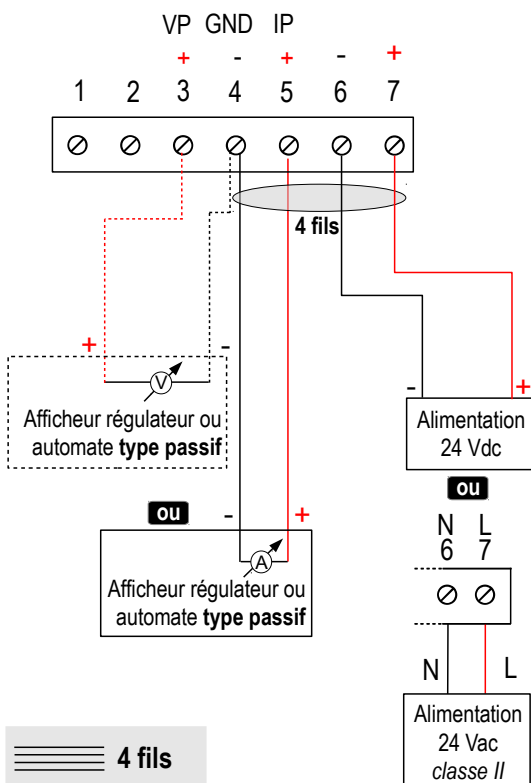 VP GND IP
+ - + - +
1 2 3 4 5 6 7
4 fils
+ -
V
Afficheur régulateur ou
automate type passif
- +
Alimentation
24 Vdc
ou
ou
- +
A
Afficheur régulateur ou
automate type passif
N L
6 7
N L
Alimentation
24 Vac
classe II
4 fils